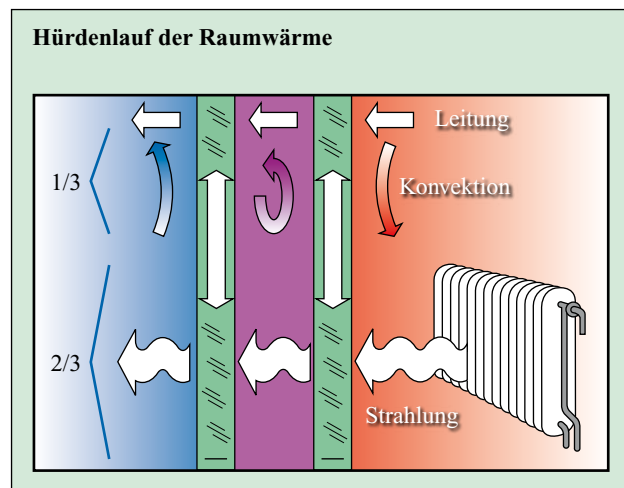 Hürdenlauf der Raumwärme
Leitung
1/3
Konvektion
2/3
Strahlung